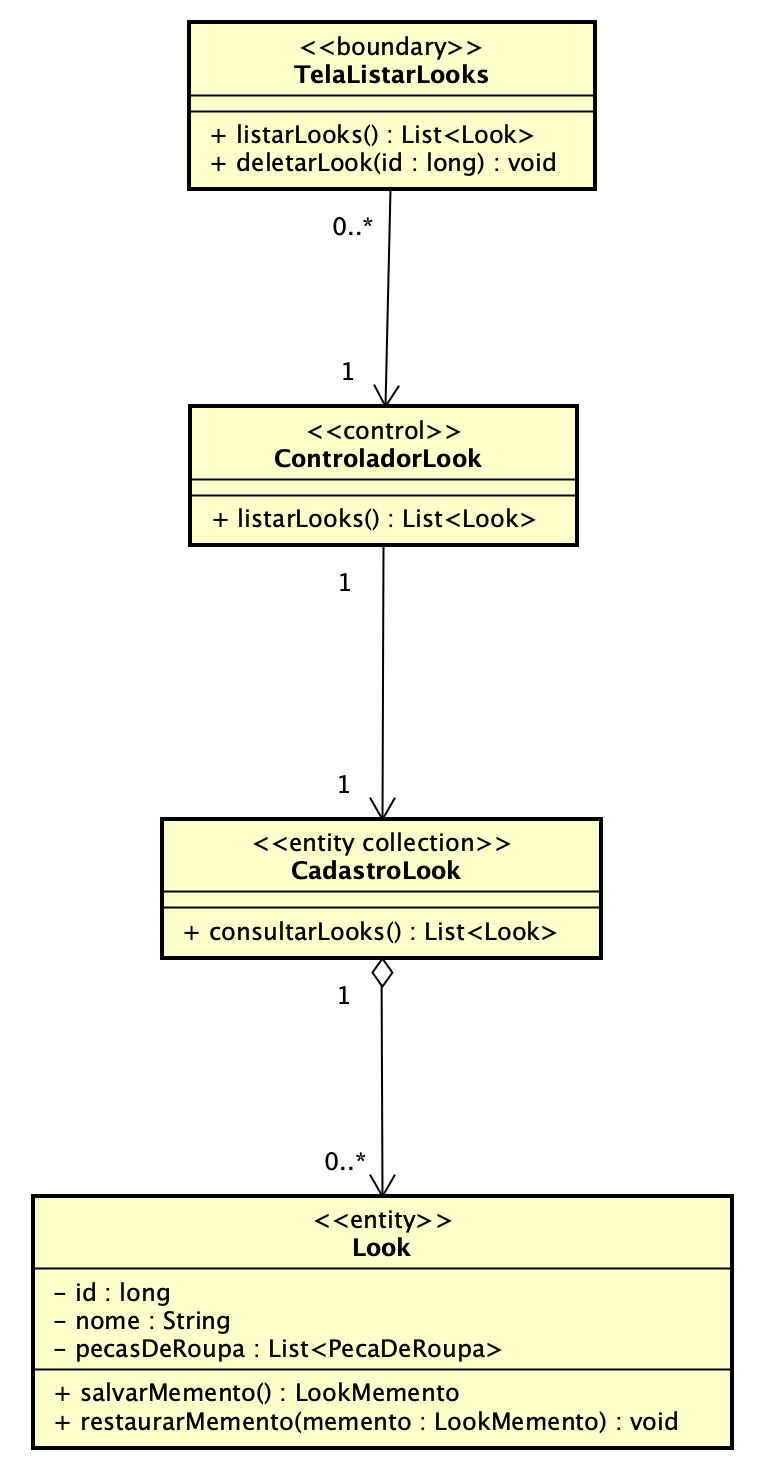 <<boundary>>
TelaListarLooks
+ listarLooks() : List<Look>
+ deletarLook(id : long) : void
0..*
1
<<control>>
ControladorLook
+ listarLooks() : List<Look>
1
1
<<entity collection>>
CadastroLook
+ consultarLooks() : List<Look>
1
0..*
<<entity>>
Look
- id : long
- nome : String
- pecasDeRoupa : List<PecaDeRoupa>
+ salvarMemento() : LookMemento
+ restaurarMemento(memento : LookMemento) : void